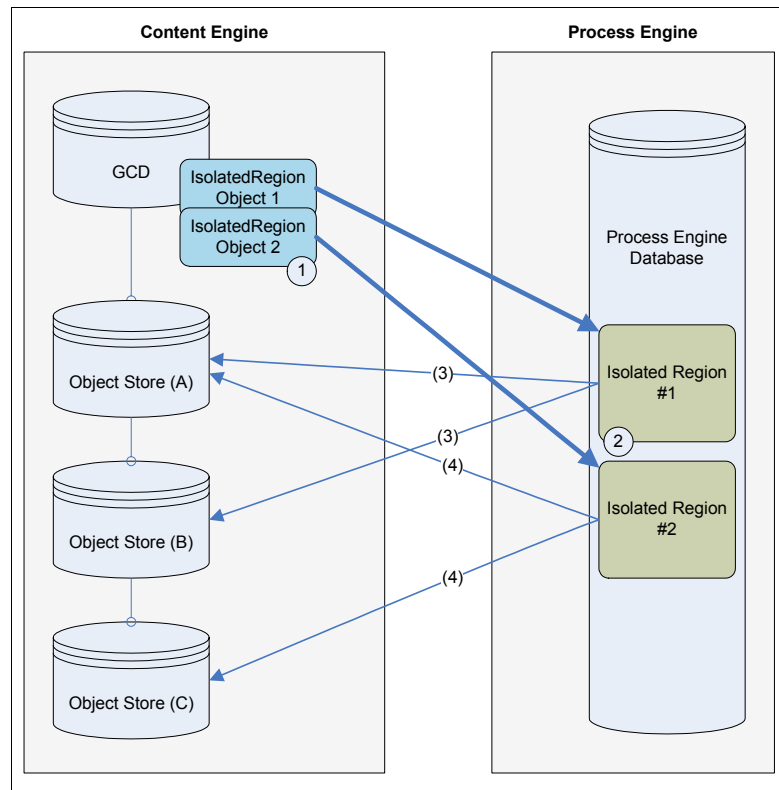 Content Engine
Process Engine
GCD
IsolatedRegion
Object 1
IsolatedRegion
Object 2
1
Process Engine
Database
Object Store (A)
(3)
Isolated Region
#1
(3)
2
(4)
Object Store (B)
Isolated Region
#2
(4)
Object Store (C)